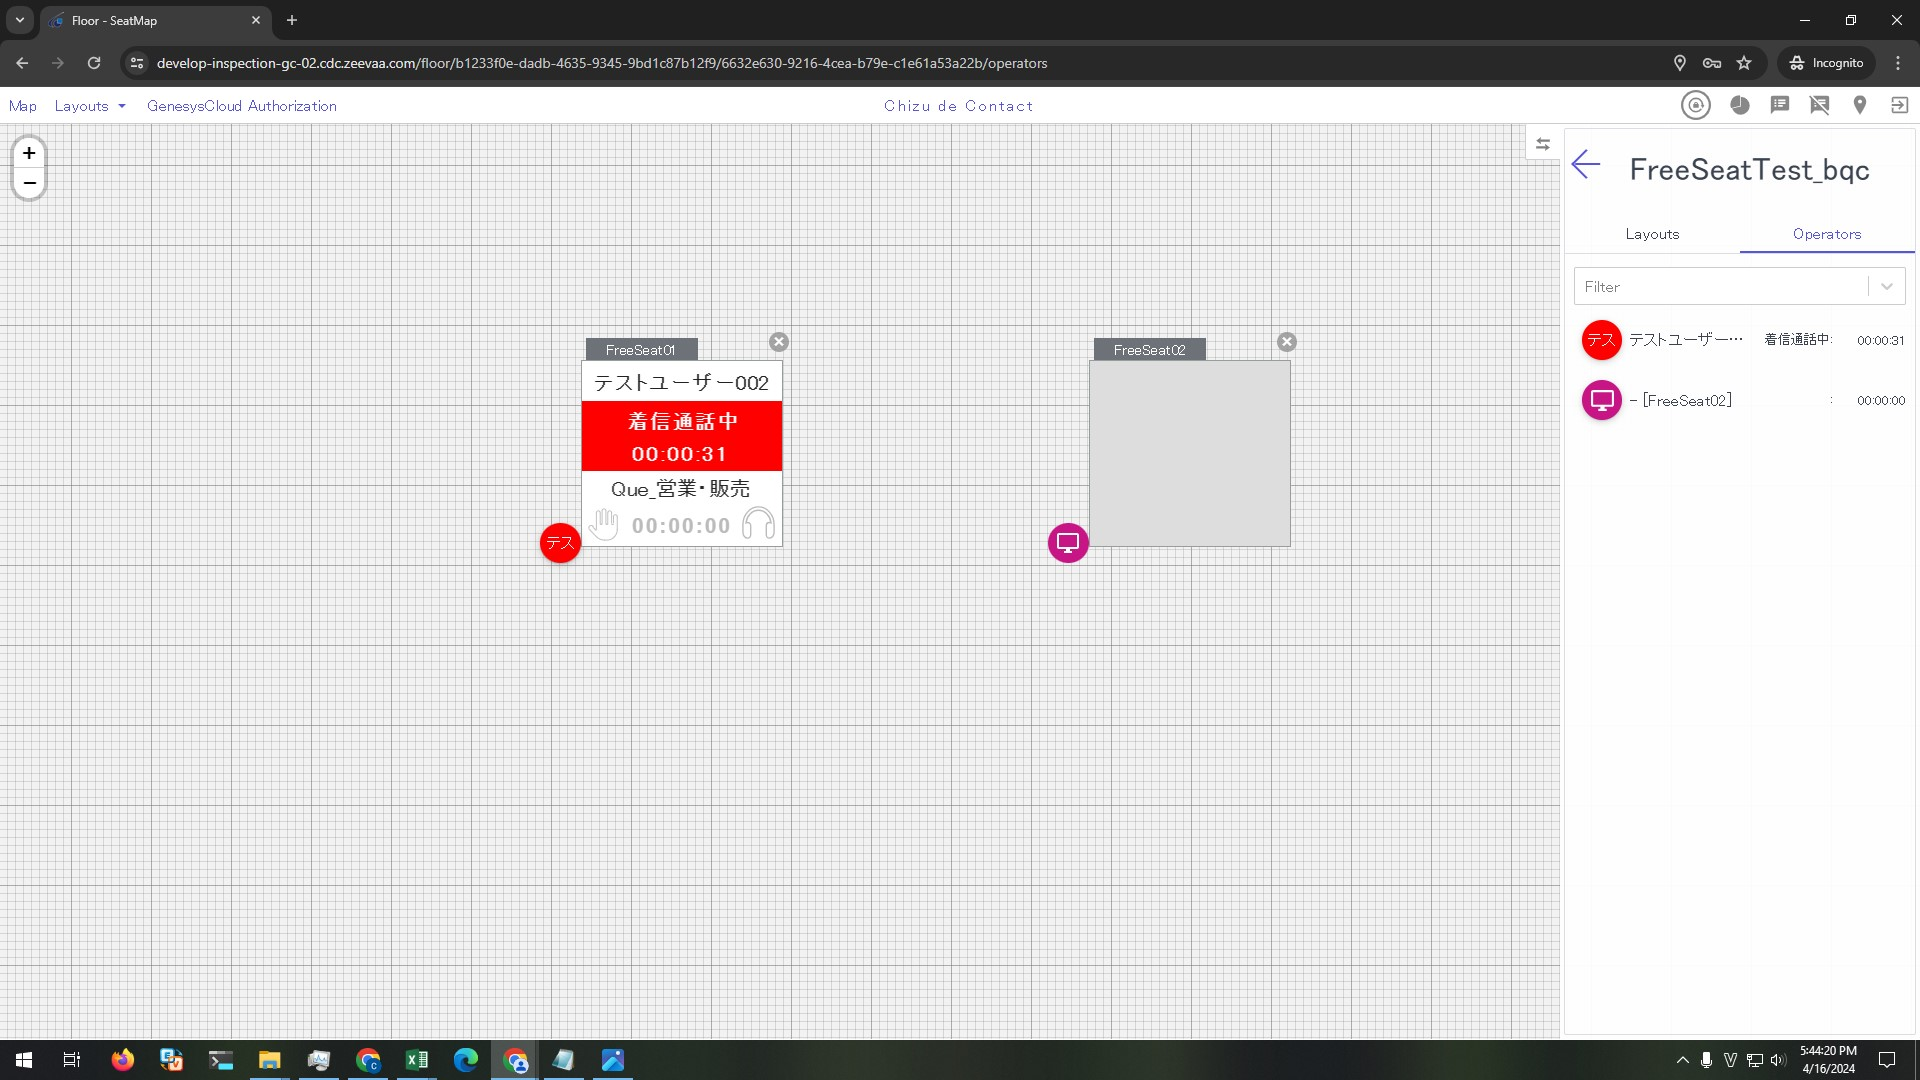 Floor - SeatMap
develop-inspection-gc-02.cdc.zeevaa.com/floor/b1233f0e-dadb-4635-9345-9bd1c87b12f9/6632e630-9216-4cea-b79e-c1e61a53a22b/operators
Incognito
Map Layouts GenesysCloud Authorization
Chizu de Contact
+
−
FreeSeatTest_bqc
Layouts
Operators
Filter
テス テストユーザー… 着信通話中: 00:00:31
- [FreeSeat02] : 00:00:00
FreeSeat01
テストユーザー002
着信通話中
00:00:31
Que_営業・販売
00:00:00
テス
FreeSeat02
5:44:20 PM
4/16/2024